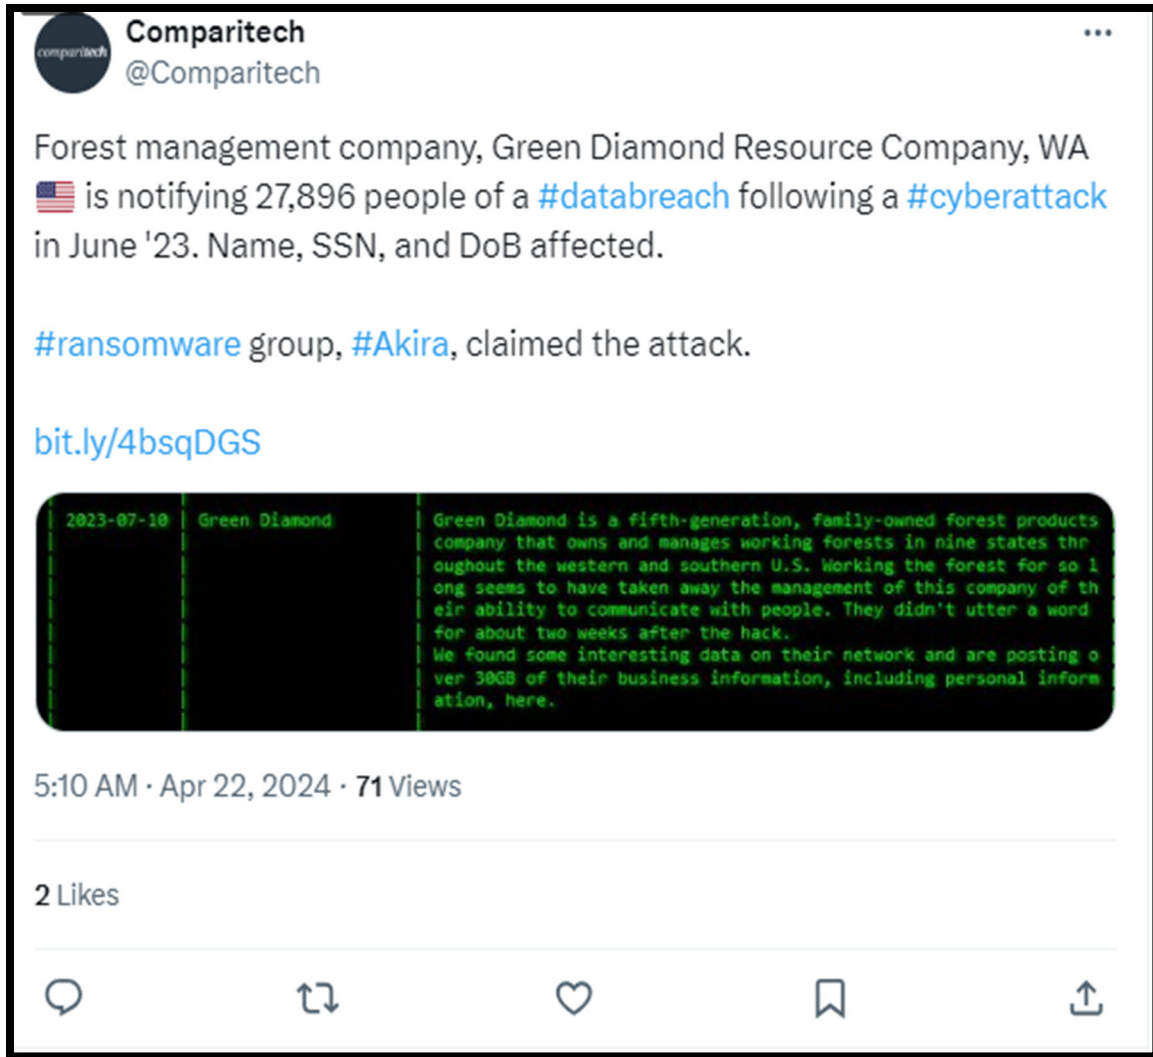 comparitech
Comparitech
@Comparitech
Forest management company, Green Diamond Resource Company, WA
🇺🇸 is notifying 27,896 people of a #databreach following a #cyberattack
in June '23. Name, SSN, and DoB affected.
#ransomware group, #Akira, claimed the attack.
bit.ly/4bsqDGS
2023-07-10 | Green Diamond | Green Diamond is a fifth-generation, family-owned forest products
company that owns and manages working forests in nine states thr
oughout the western and southern U.S. Working the forest for so l
ong seems to have taken away the management of this company of th
eir ability to communicate with people. They didn't utter a word
for about two weeks after the hack.
We found some interesting data on their network and are posting o
ver 30GB of their business information, including personal inform
ation, here.
5:10 AM · Apr 22, 2024 · 71 Views
2 Likes